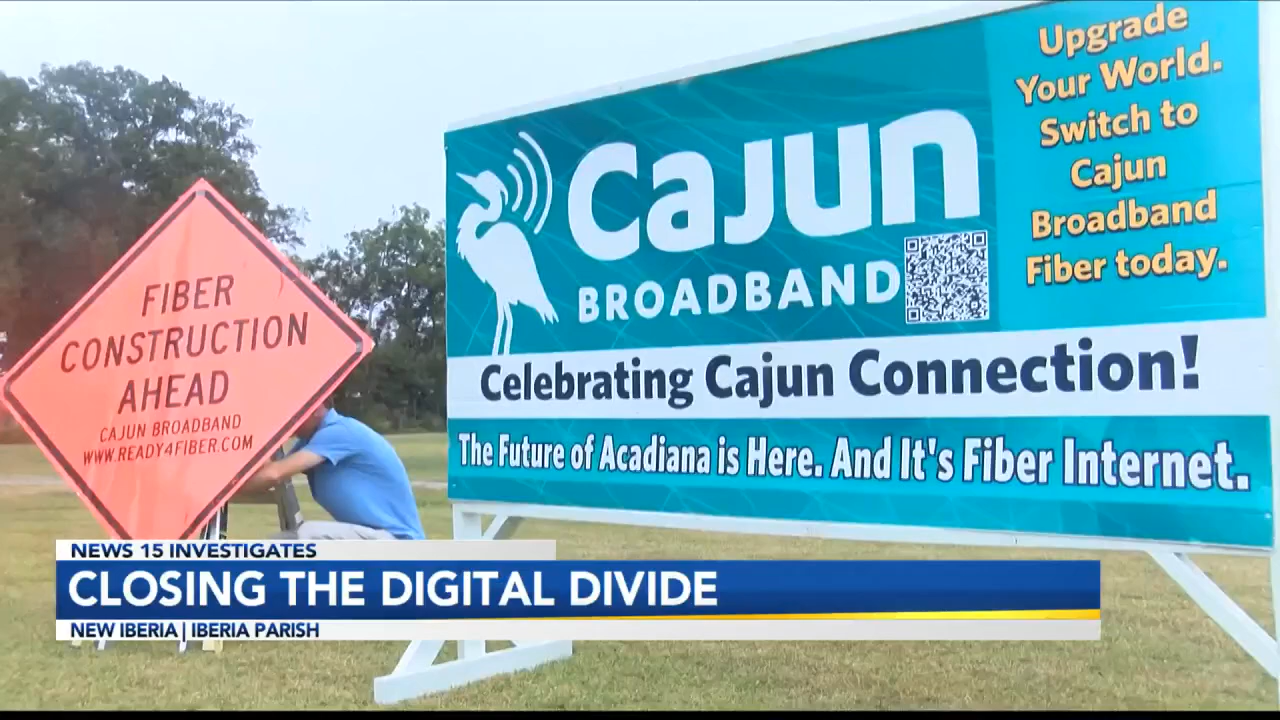 FIBER
CONSTRUCTION
AHEAD
CAJUN BROADBAND
WWW.READY4FIBER.COM
Cajun
BROADBAND
Upgrade
Your World.
Switch to
Cajun
Broadband
Fiber today.
Celebrating Cajun Connection!
The Future of Acadiana is Here. And It's Fiber Internet.
NEWS 15 INVESTIGATES
CLOSING THE DIGITAL DIVIDE
NEW IBERIA | IBERIA PARISH